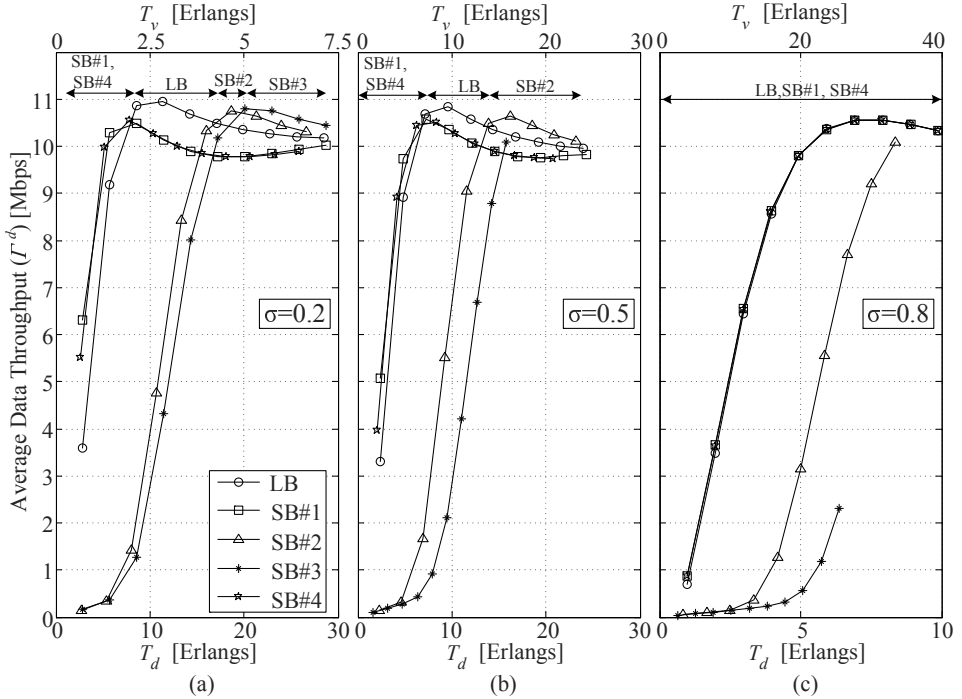 T_v [Erlangs] T_v [Erlangs] T_v [Erlangs]
0 2.5 5 7.5 0 10 20 30 0 20 40
SB#1, SB#4 LB SB#2 SB#3
SB#1, SB#4 LB SB#2
LB,SB#1, SB#4
Average Data Throughput (Γ^d) [Mbps]
11
10
9
8
7
6
5
4
3
2
1
0
σ=0.2 σ=0.5 σ=0.8
LB
SB#1
SB#2
SB#3
SB#4
0 10 20 30 0 10 20 30 0 5 10
T_d [Erlangs] T_d [Erlangs] T_d [Erlangs]
(a) (b) (c)